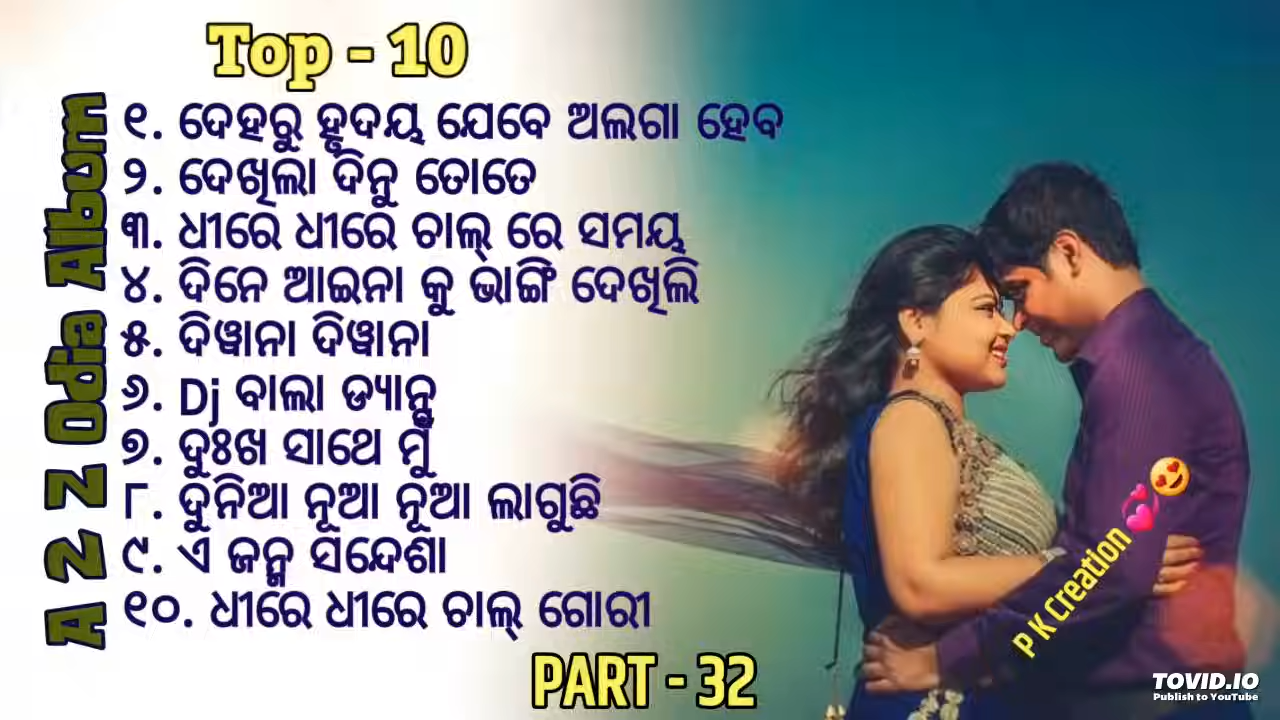 Top - 10
A 2 Z Odia Album
୧. ଦେହରୁ ହୃଦୟ ଯେବେ ଅଲଗା ହେବ
୨. ଦେଖିଲା ଦିନୁ ତୋତେ
୩. ଧୀରେ ଧୀରେ ଚାଲ୍ ରେ ସମୟ
୪. ଦିନେ ଆଇନା କୁ ଭାଙ୍ଗି ଦେଖିଲି
୫. ଦିୱାନା ଦିୱାନା
୬. Dj ବାଲା ଡ୍ୟାନ୍ସ
୭. ଦୁଃଖ ସାଥେ ମୁଁ
୮. ଦୁନିଆ ନୂଆ ନୂଆ ଲାଗୁଛି
୯. ଏ ଜନ୍ମ ସନ୍ଦେଶା
୧୦. ଧୀରେ ଧୀରେ ଚାଲ୍ ଗୋରୀ
PART - 32
P K Creation 💞😍
TOVID.IO
Publish to YouTube